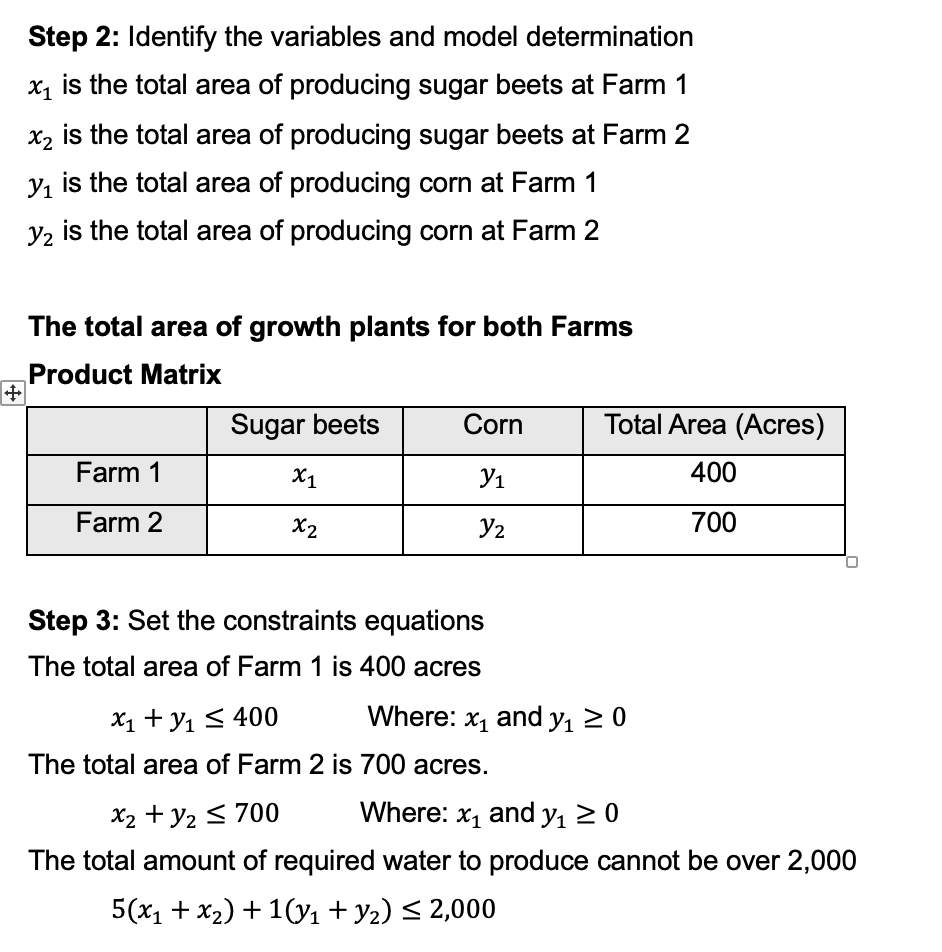 Step 2: Identify the variables and model determination
x₁ is the total area of producing sugar beets at Farm 1
x₂ is the total area of producing sugar beets at Farm 2
y₁ is the total area of producing corn at Farm 1
y₂ is the total area of producing corn at Farm 2
The total area of growth plants for both Farms
Product Matrix
Sugar beets Corn Total Area (Acres)
Farm 1 x₁ y₁ 400
Farm 2 x₂ y₂ 700
Step 3: Set the constraints equations
The total area of Farm 1 is 400 acres
x₁ + y₁ ≤ 400 Where: x₁ and y₁ ≥ 0
The total area of Farm 2 is 700 acres.
x₂ + y₂ ≤ 700 Where: x₁ and y₁ ≥ 0
The total amount of required water to produce cannot be over 2,000
5(x₁ + x₂) + 1(y₁ + y₂) ≤ 2,000